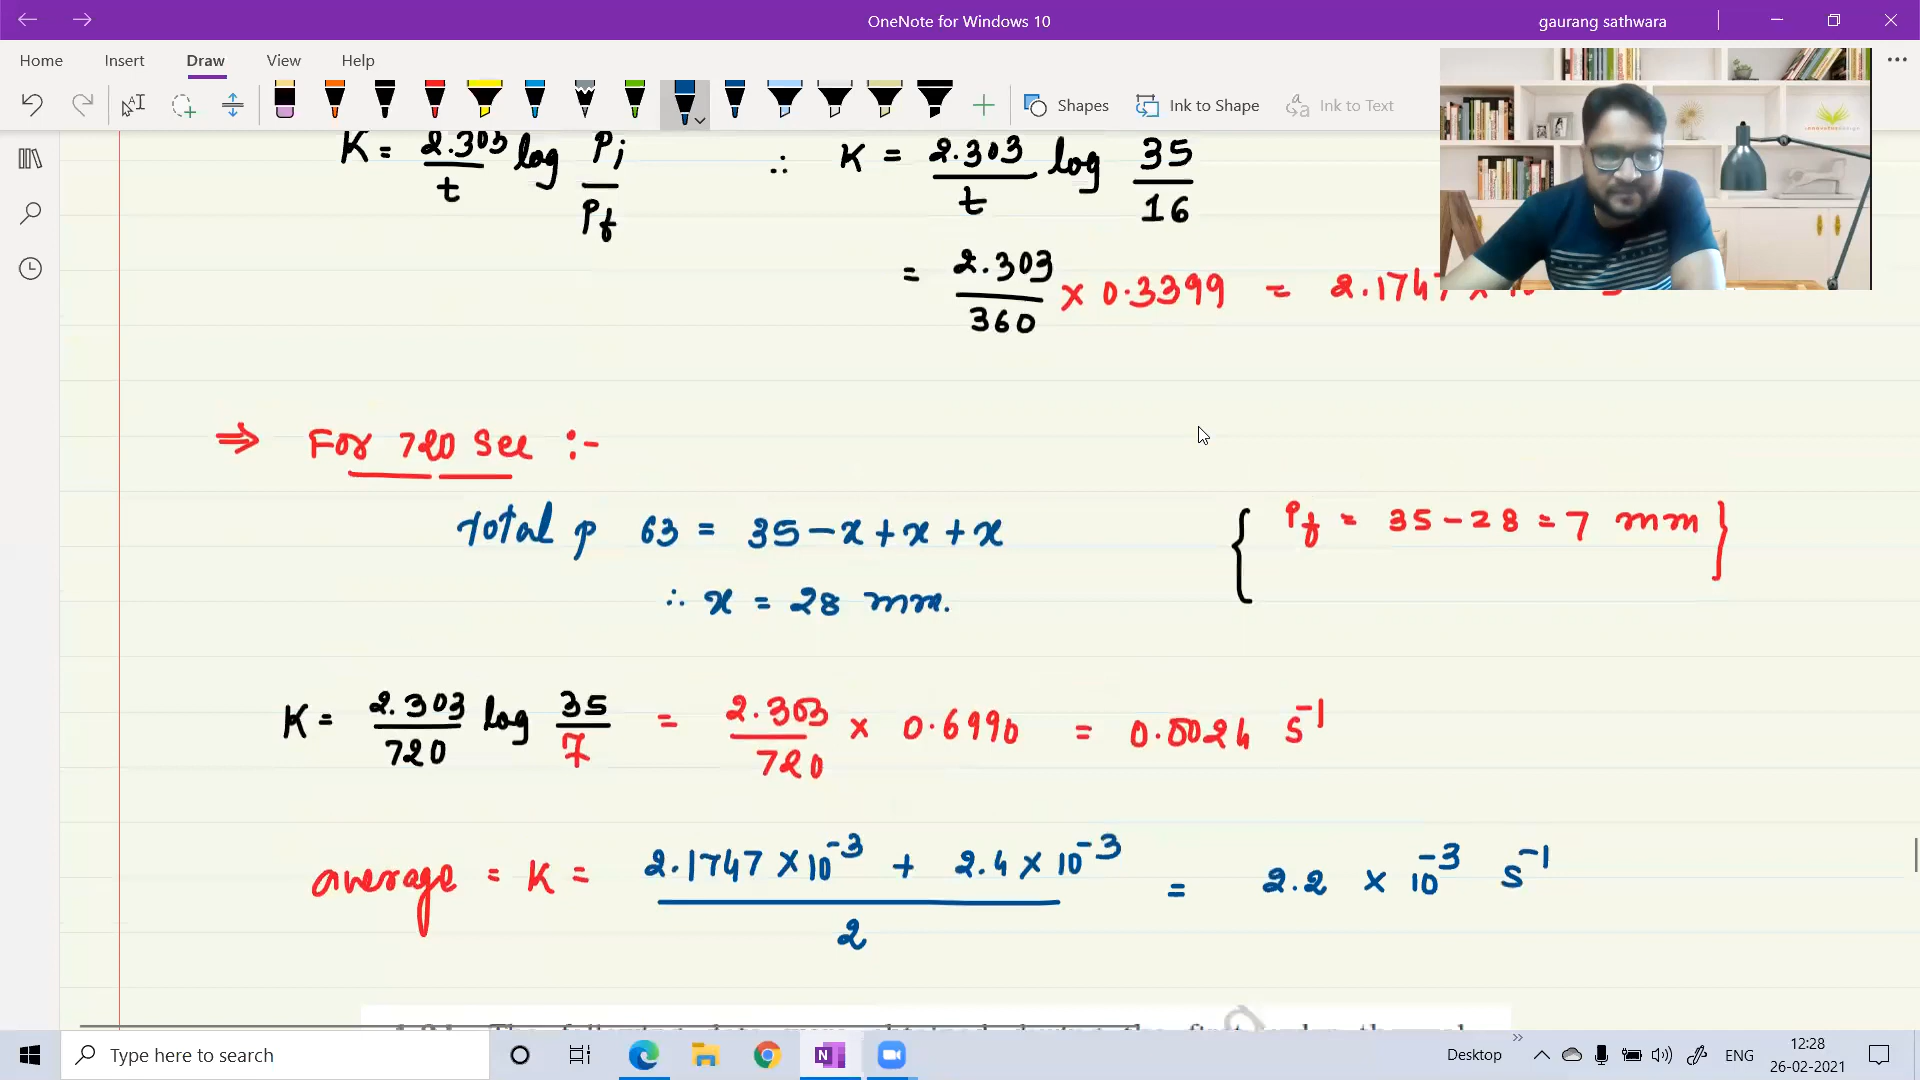 OneNote for Windows 10
gaurang sathwara
Home Insert Draw View Help
Shapes Ink to Shape Ink to Text
K = 2.303/t log Pi/Pf ∴ K = 2.303/t log 35/16
= 2.303/360 × 0.3399 = 2.1747 ×
⇒ For 720 Sec :-
Total p 63 = 35 - x + x + x
{ Pf = 35 - 28 = 7 mm }
∴ x = 28 mm.
K = 2.303/720 log 35/7 = 2.303/720 × 0.6990 = 0.0024 s⁻¹
average = K = 2.1747 × 10⁻³ + 2.4 × 10⁻³ / 2 = 2.2 × 10⁻³ s⁻¹
Type here to search
Desktop
ENG
12:28
26-02-2021